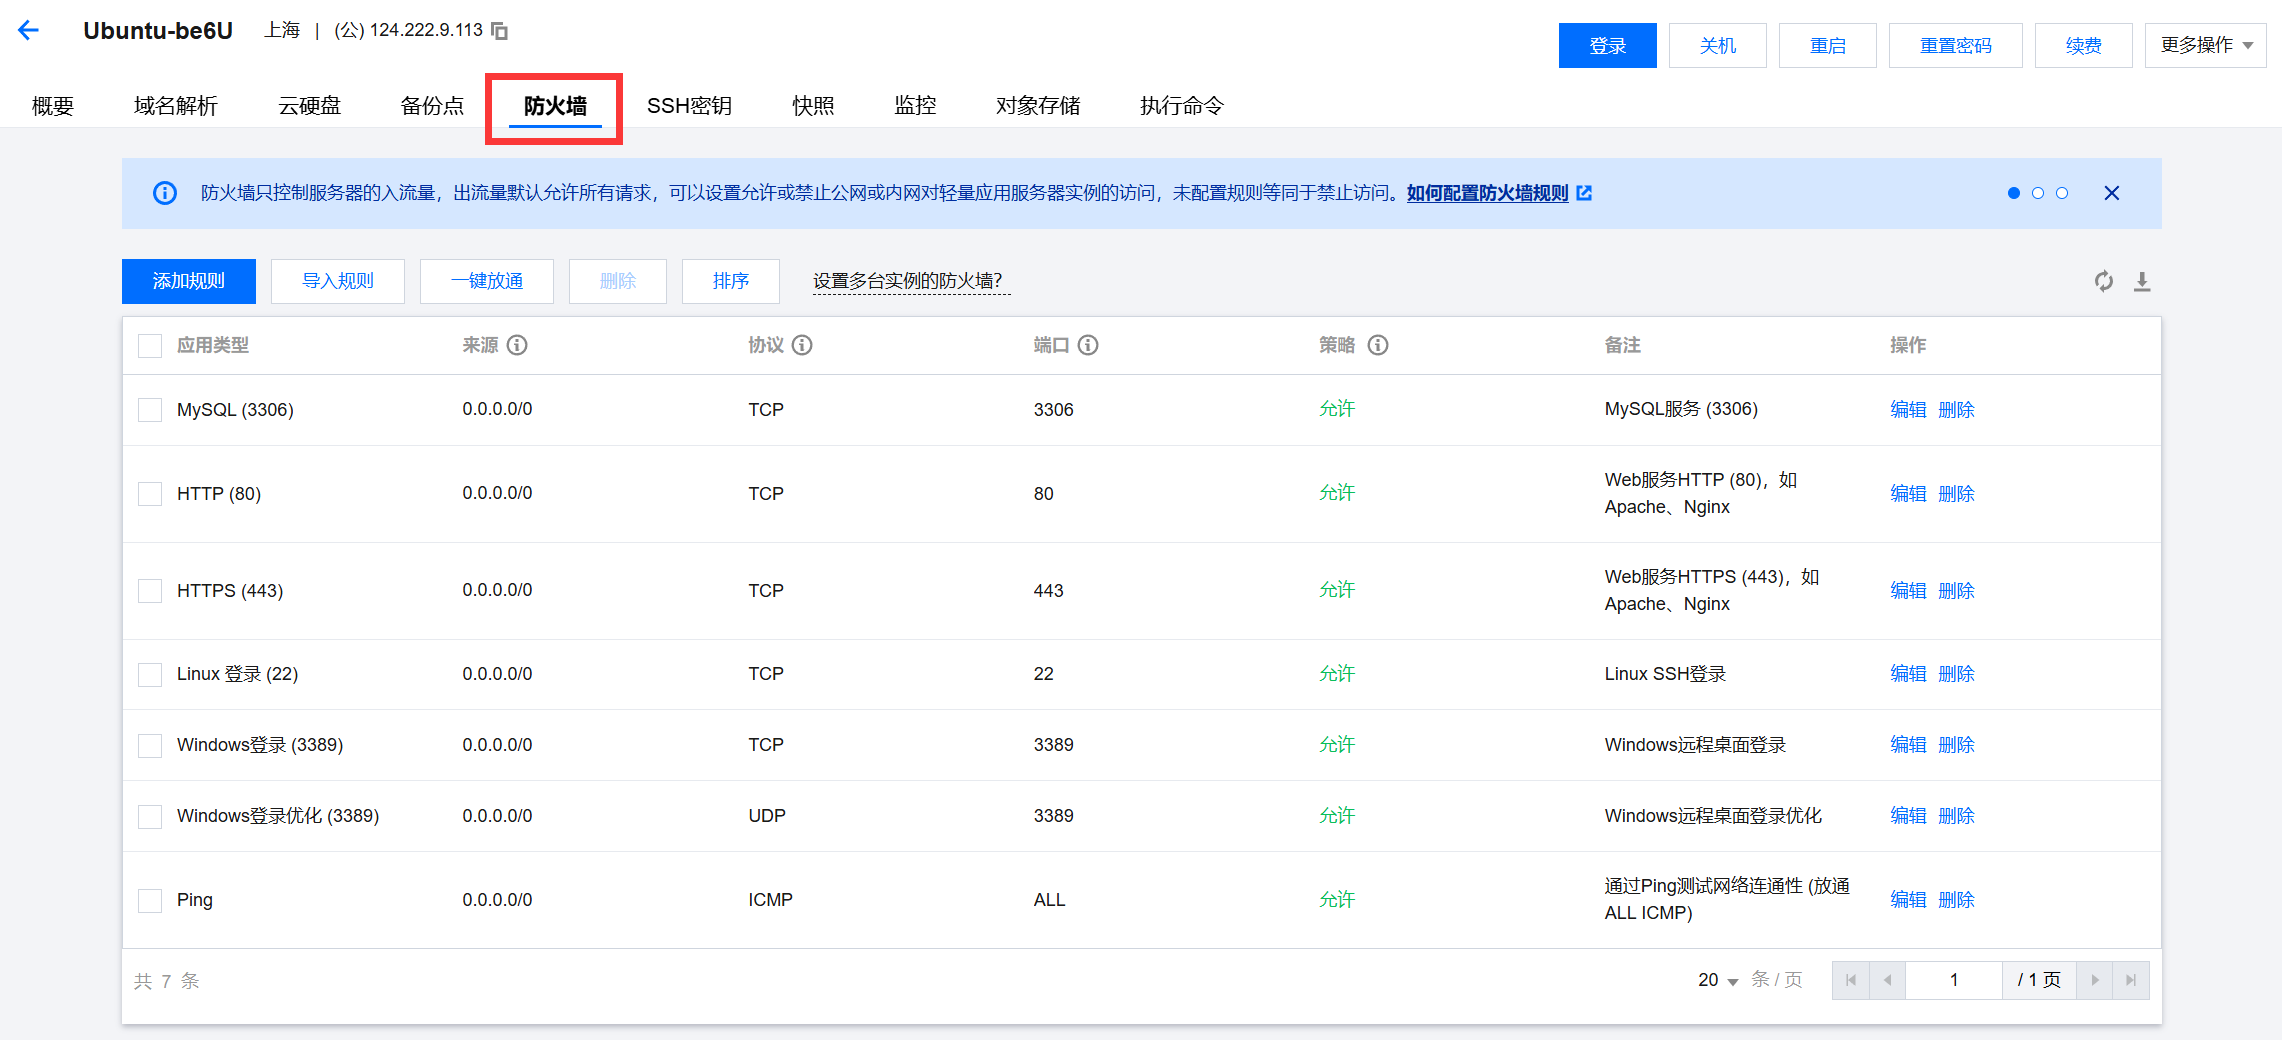 Ubuntu-be6U 上海 | (公) 124.222.9.113
登录 关机 重启 重置密码 续费 更多操作
概要 域名解析 云硬盘 备份点 防火墙 SSH密钥 快照 监控 对象存储 执行命令
防火墙只控制服务器的入流量，出流量默认允许所有请求，可以设置允许或禁止公网或内网对轻量应用服务器实例的访问，未配置规则等同于禁止访问。如何配置防火墙规则
添加规则 导入规则 一键放通 删除 排序 设置多台实例的防火墙？
应用类型 来源 协议 端口 策略 备注 操作
MySQL (3306) 0.0.0.0/0 TCP 3306 允许 MySQL服务 (3306) 编辑 删除
HTTP (80) 0.0.0.0/0 TCP 80 允许 Web服务HTTP (80)，如
Apache、Nginx 编辑 删除
HTTPS (443) 0.0.0.0/0 TCP 443 允许 Web服务HTTPS (443)，如
Apache、Nginx 编辑 删除
Linux 登录 (22) 0.0.0.0/0 TCP 22 允许 Linux SSH登录 编辑 删除
Windows登录 (3389) 0.0.0.0/0 TCP 3389 允许 Windows远程桌面登录 编辑 删除
Windows登录优化 (3389) 0.0.0.0/0 UDP 3389 允许 Windows远程桌面登录优化 编辑 删除
Ping 0.0.0.0/0 ICMP ALL 允许 通过Ping测试网络连通性 (放通
ALL ICMP) 编辑 删除
共 7 条 20 条 / 页 1 / 1 页